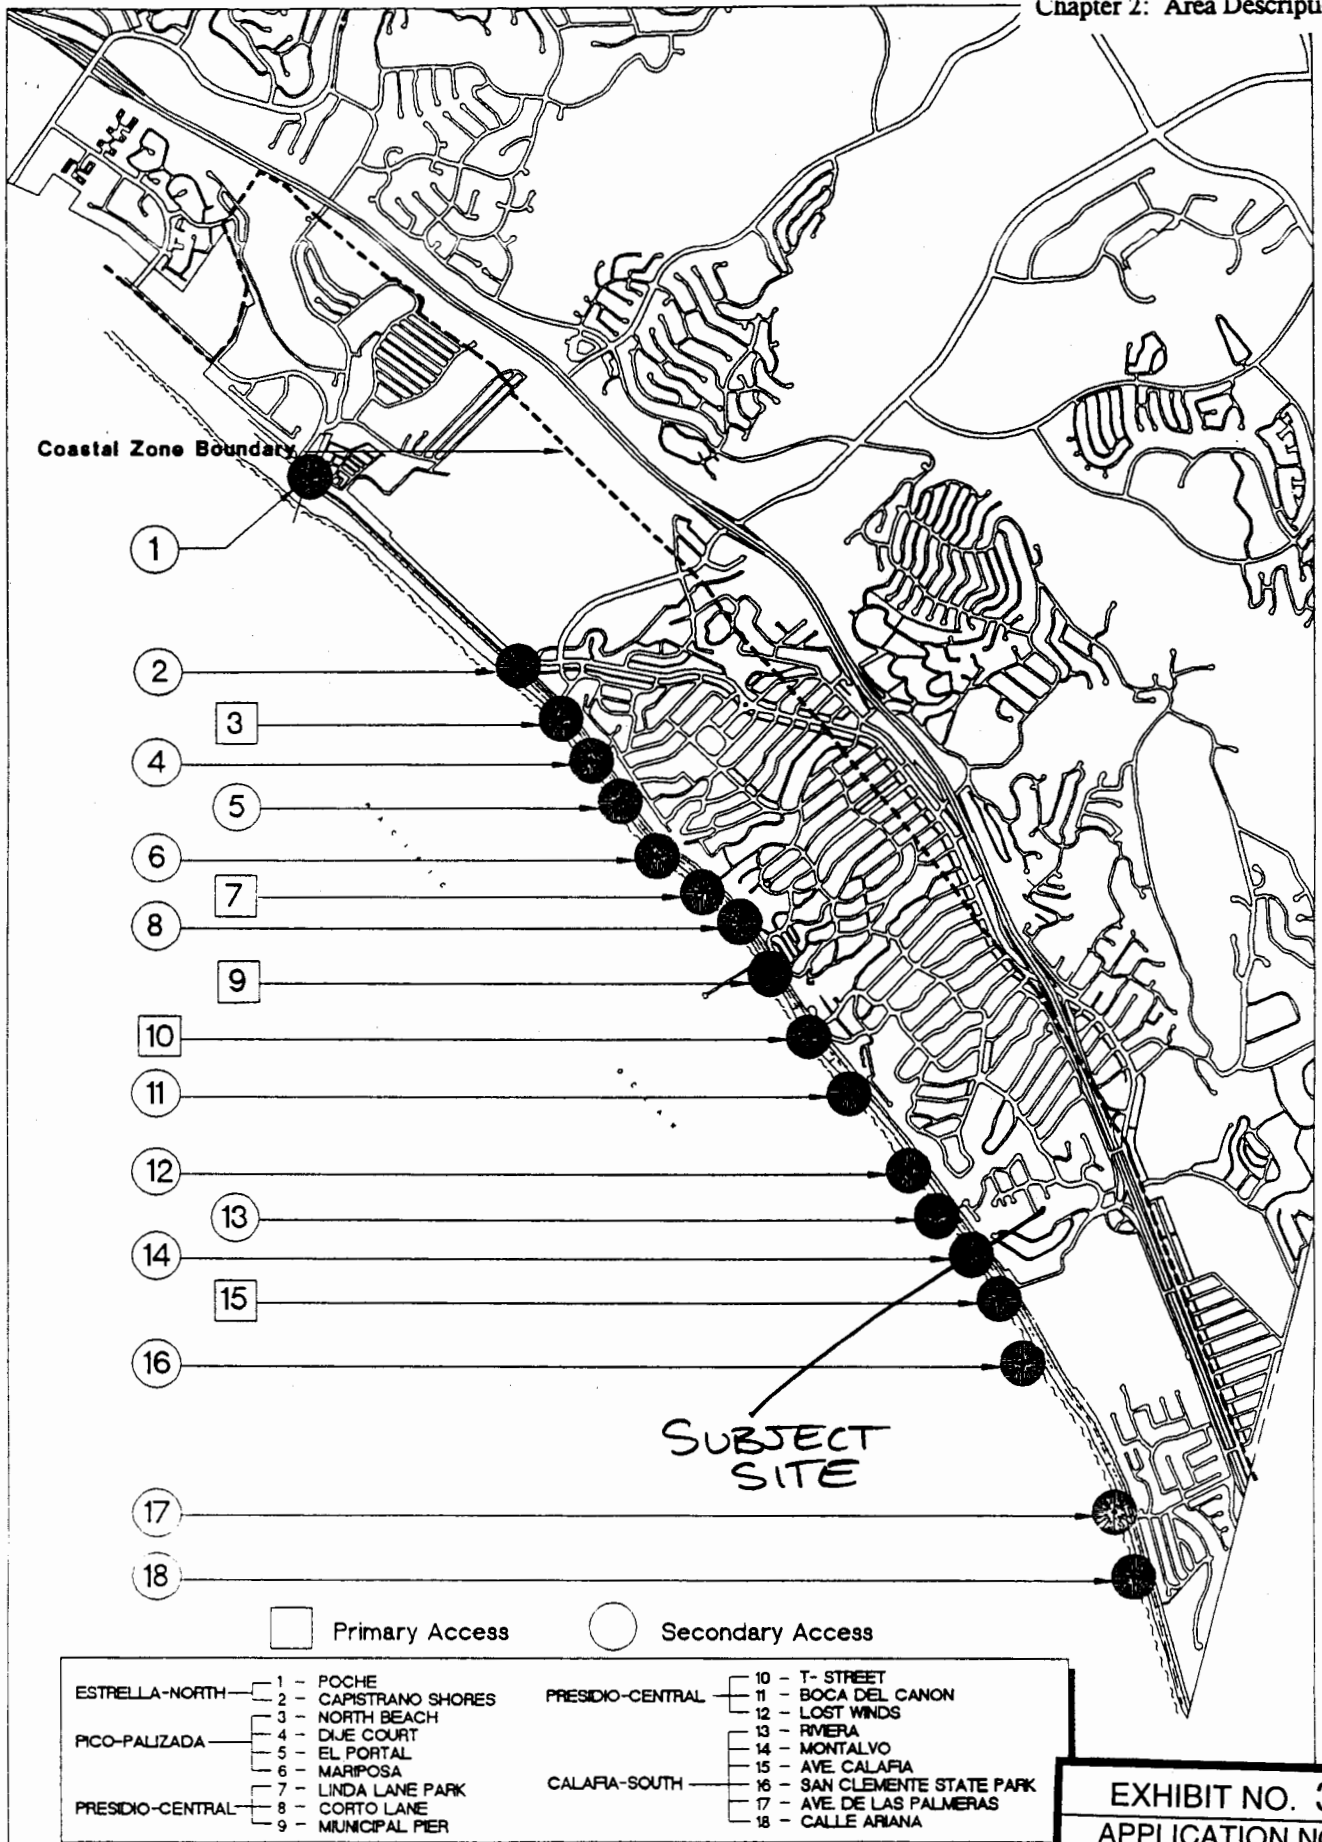 Chapter 2: Area
Coastal Zone Boundary
1
2
3
4
5
6
7
8
9
10
11
12
13
14
15
16
SUBJECT
SITE
17
18
Primary Access
Secondary Access
ESTRELLA-NORTH
1 - POCHE
2 - CAPISTRANO SHORES
PICO-PALIZADA
3 - NORTH BEACH
4 - DIJE COURT
5 - EL PORTAL
6 - MARIPOSA
PRESIDIO-CENTRAL
7 - LINDA LANE PARK
8 - CORTO LANE
9 - MUNICIPAL PIER
PRESIDIO-CENTRAL
10 - T- STREET
11 - BOCA DEL CANON
12 - LOST WINDS
CALAFIA-SOUTH
13 - RIVIERA
14 - MONTALVO
15 - AVE. CALAFIA
16 - SAN CLEMENTE STATE PARK
17 - AVE. DE LAS PALMERAS
18 - CALLE ARIANA
EXHIBIT NO.
APPLICATION NO